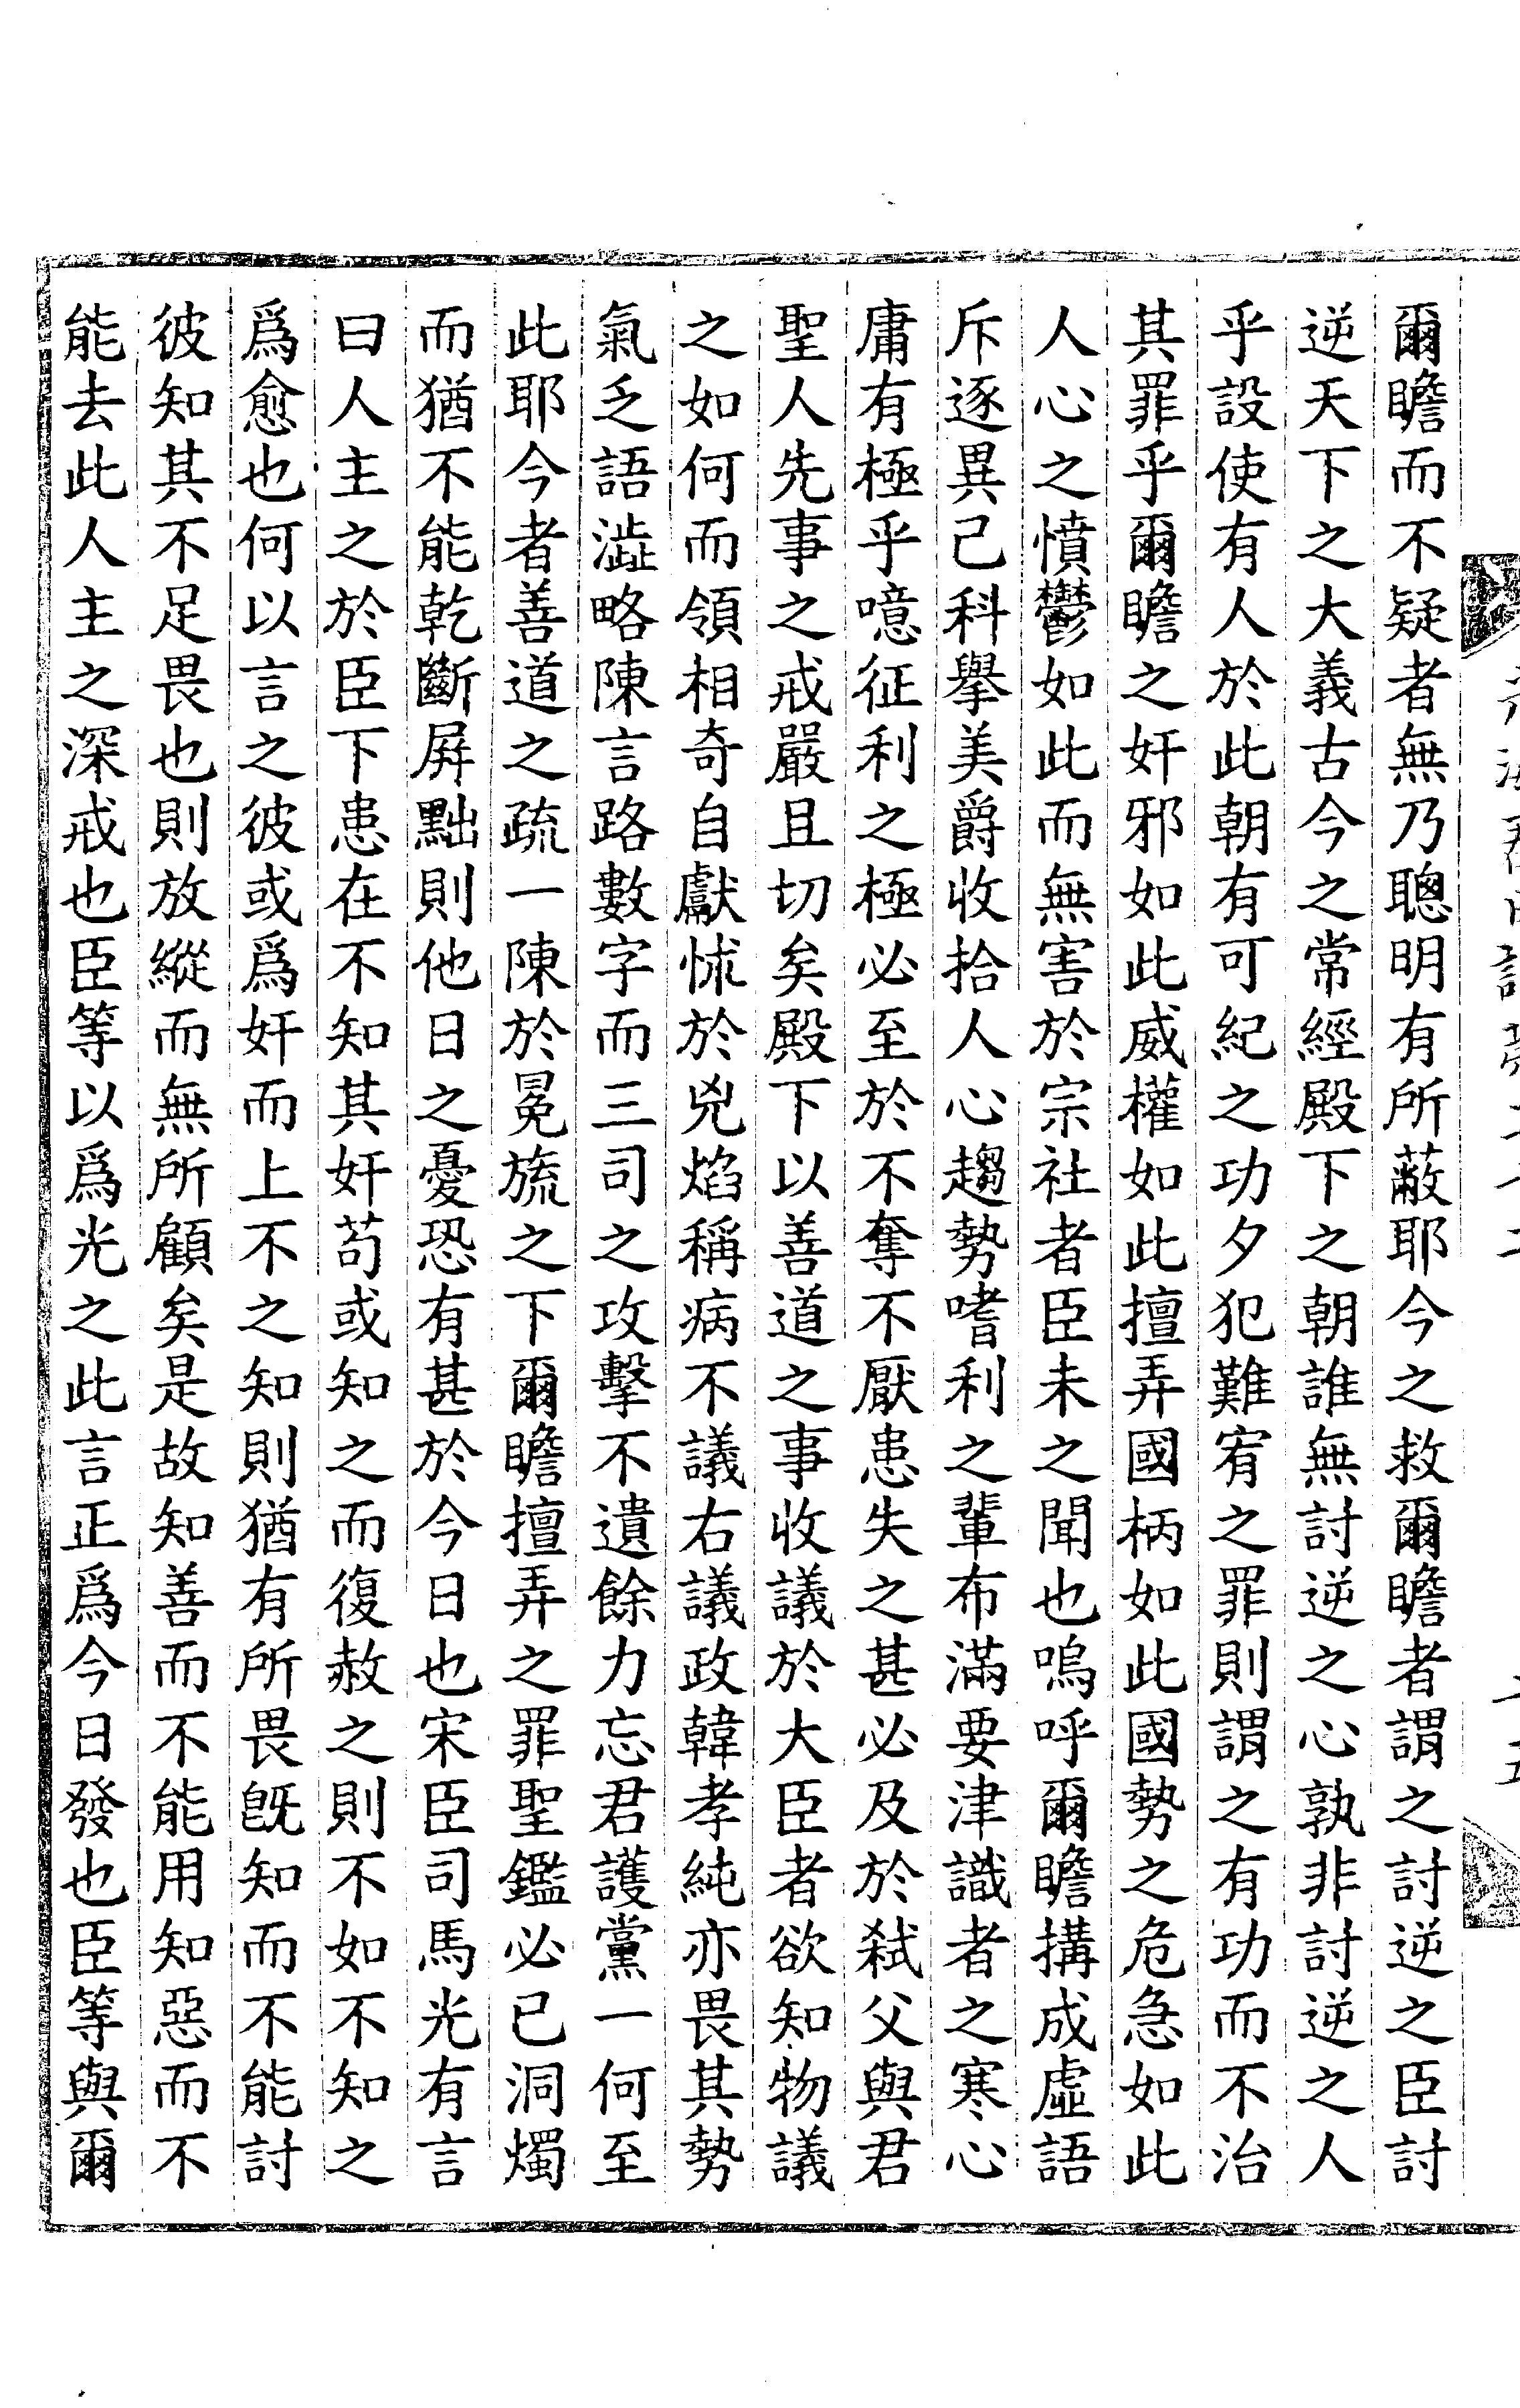 爾瞻而不疑者無乃聰明有所蔽耶今之救爾瞻者謂之討逆之臣討
逆天下之大義古今之常經殿下之朝誰無討逆之心孰非討逆之人
乎設使有人於此朝有可紀之功夕犯難宥之罪則謂之有功而不治
其罪乎爾瞻之奸邪如此威權如此擅弄國柄如此國勢之危急如此
人心之憤鬱如此而無害於宗社者臣未之聞也嗚呼爾瞻搆成虛語
斥逐異己科擧美爵收拾人心趨勢嗜利之輩布滿要津識者之寒心
庸有極乎噫征利之極必至於不奪不厭患失之甚必及於弑父與君
聖人先事之戒嚴且切矣殿下以善道之事收議於大臣者欲知物議
之如何而領相奇自獻怵於兇焰稱病不議右議政韓孝純亦畏其勢
氣乏語澁略陳言路數字而三司之攻擊不遺餘力忘君護黨一何至
此耶今者善道之疏一陳於冕旒之下爾瞻擅弄之罪聖鑑必已洞燭
而猶不能乾斷屛黜則他日之憂恐有甚於今日也宋臣司馬光有言
曰人主之於臣下患在不知其奸苟或知之而復赦之則不如不知之
爲愈也何以言之彼或爲奸而上不之知則猶有所畏旣知而不能討
彼知其不足畏也則放縱而無所顧矣是故知善而不能用知惡而不
能去此人主之深戒也臣等以爲光之此言正爲今日發也臣等與爾